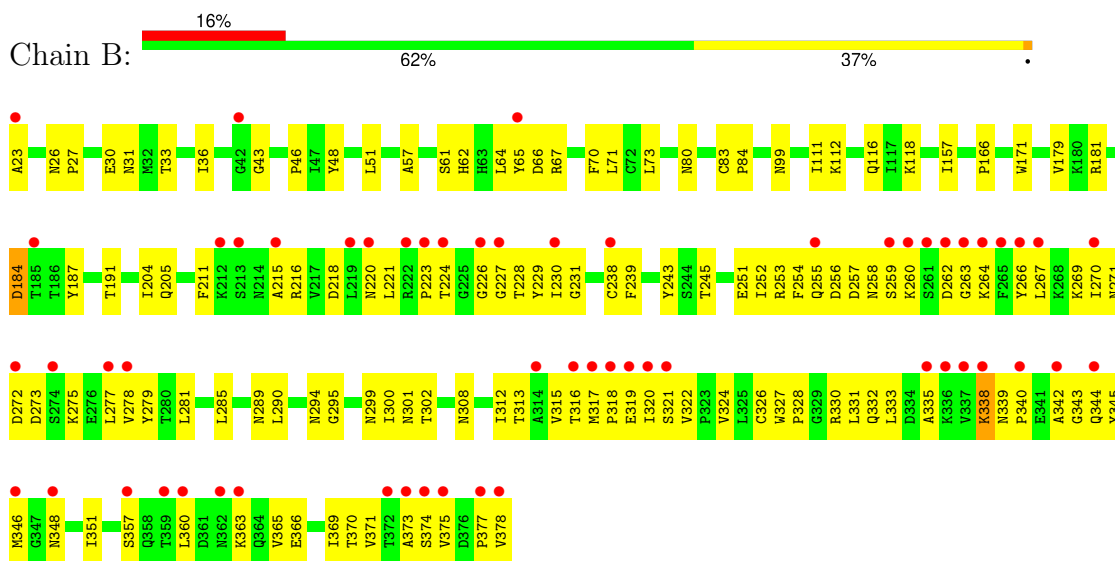 16%
Chain B:
62% 37% •
A23 N26 P27 E30 N31 M32 T33 I36 G42 G43 P46 I47 Y48 L51 A57 S61 H62 H63 L64 Y65 D66 R67 F70 L71 C72 L73 N80 C83 P84 N99 I111 K112 Q116 I117 K118 I157 P166 W171 V179 K180 R181
D184 T185 T186 Y187 T191 I204 Q205 F211 K212 S213 N214 A215 R216 V217 D218 L219 N220 L221 R222 P223 T224 G225 G226 G227 T228 Y229 I230 G231 C238 F239 Y243 S244 T245 E251 I252 R253 F254 Q255 D256 D257 N258 S259 K260 S261 D262 G263 K264 F265 Y266 L267 K268 K269 I270 N271
D272 D273 S274 K275 E276 L277 V278 Y279 T280 L281 L285 N289 L290 N294 G295 N299 I300 N301 T302 N308 I312 T313 A314 V315 T316 M317 P318 E319 I320 S321 V322 P323 V324 L325 C326 W327 P328 G329 R330 L331 Q332 L333 D334 A335 K336 V337 K338 N339 P340 E341 A342 G343 Q344 Y345
M346 G347 N348 I351 S357 Q358 T359 L360 D361 N362 K363 Q364 V365 E366 I369 T370 V371 T372 A373 S374 V375 D376 P377 V378